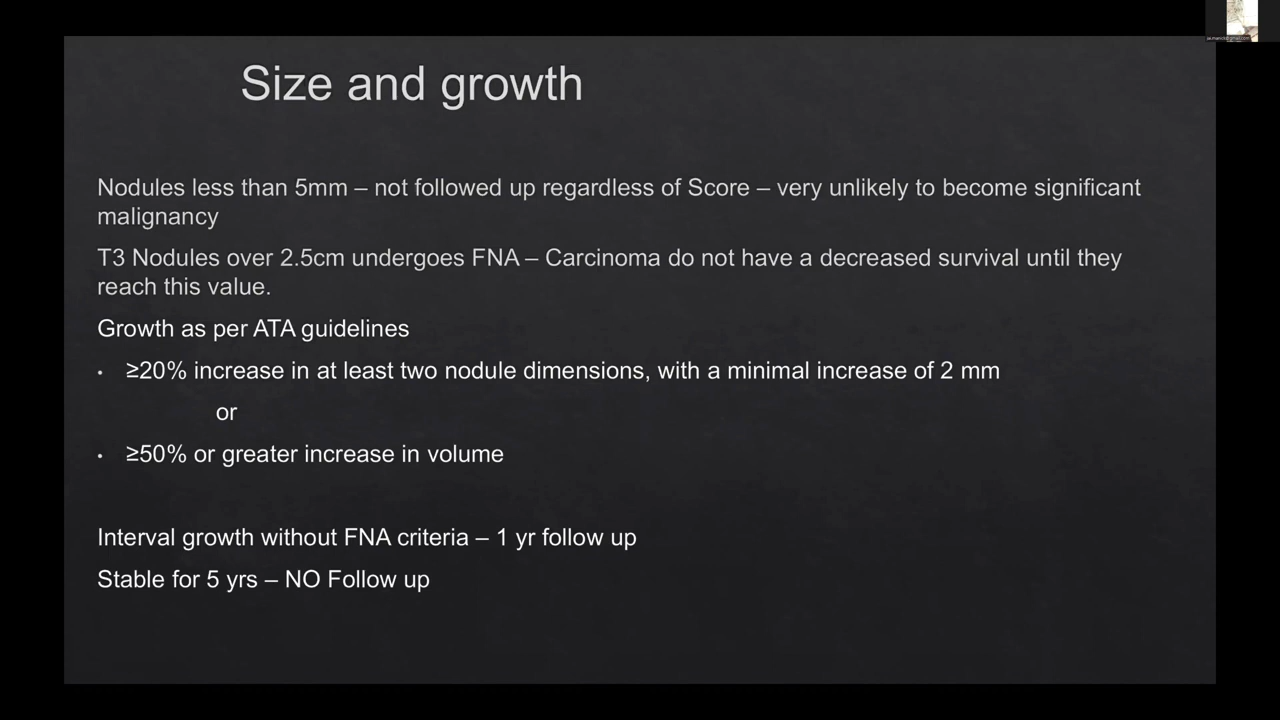 Size and growth
Nodules less than 5mm – not followed up regardless of Score – very unlikely to become significant
malignancy
T3 Nodules over 2.5cm undergoes FNA – Carcinoma do not have a decreased survival until they
reach this value.
Growth as per ATA guidelines
• ≥20% increase in at least two nodule dimensions, with a minimal increase of 2 mm
or
• ≥50% or greater increase in volume
Interval growth without FNA criteria – 1 yr follow up
Stable for 5 yrs – NO Follow up